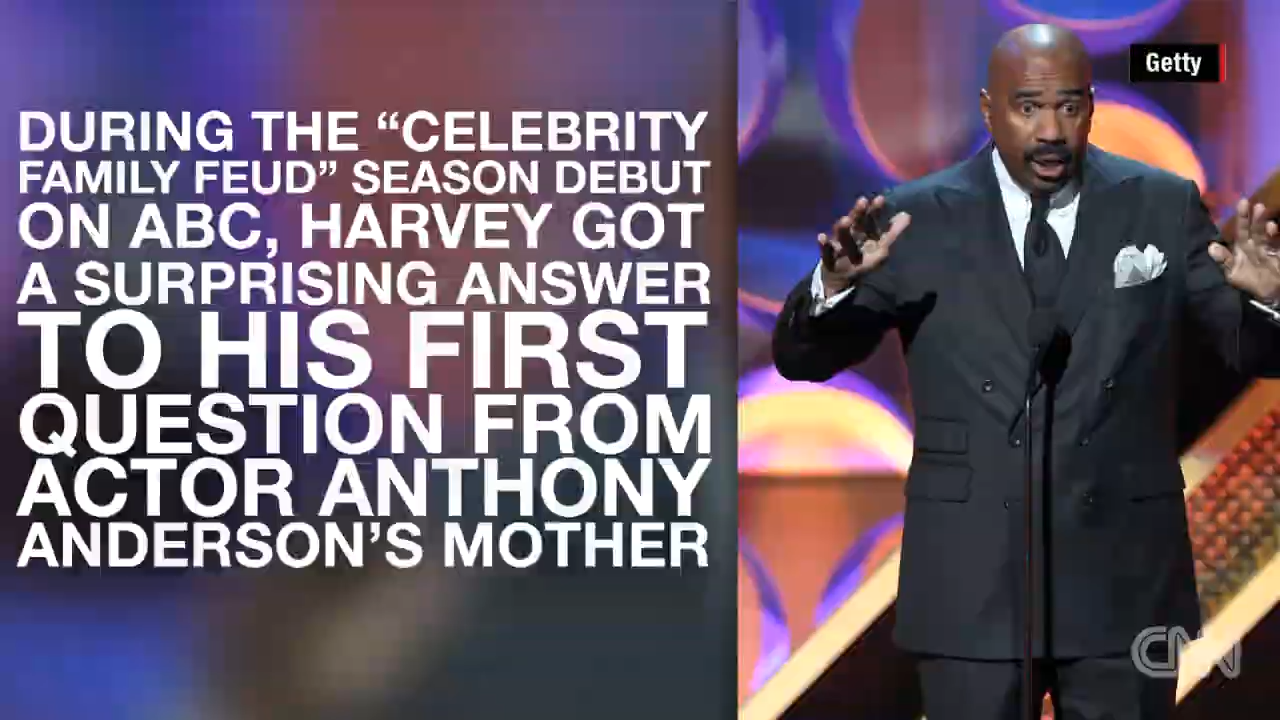 DURING THE “CELEBRITY
FAMILY FEUD” SEASON DEBUT
ON ABC, HARVEY GOT
A SURPRISING ANSWER
TO HIS FIRST
QUESTION FROM
ACTOR ANTHONY
ANDERSON’S MOTHER
Getty
CNN